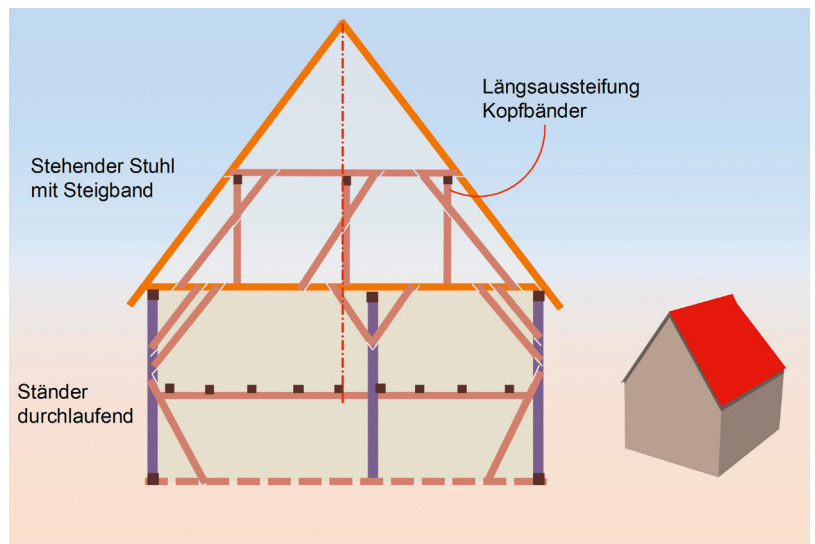 Längsaussteifung
Kopfbänder
Stehender Stuhl
mit Steigband
Ständer
durchlaufend